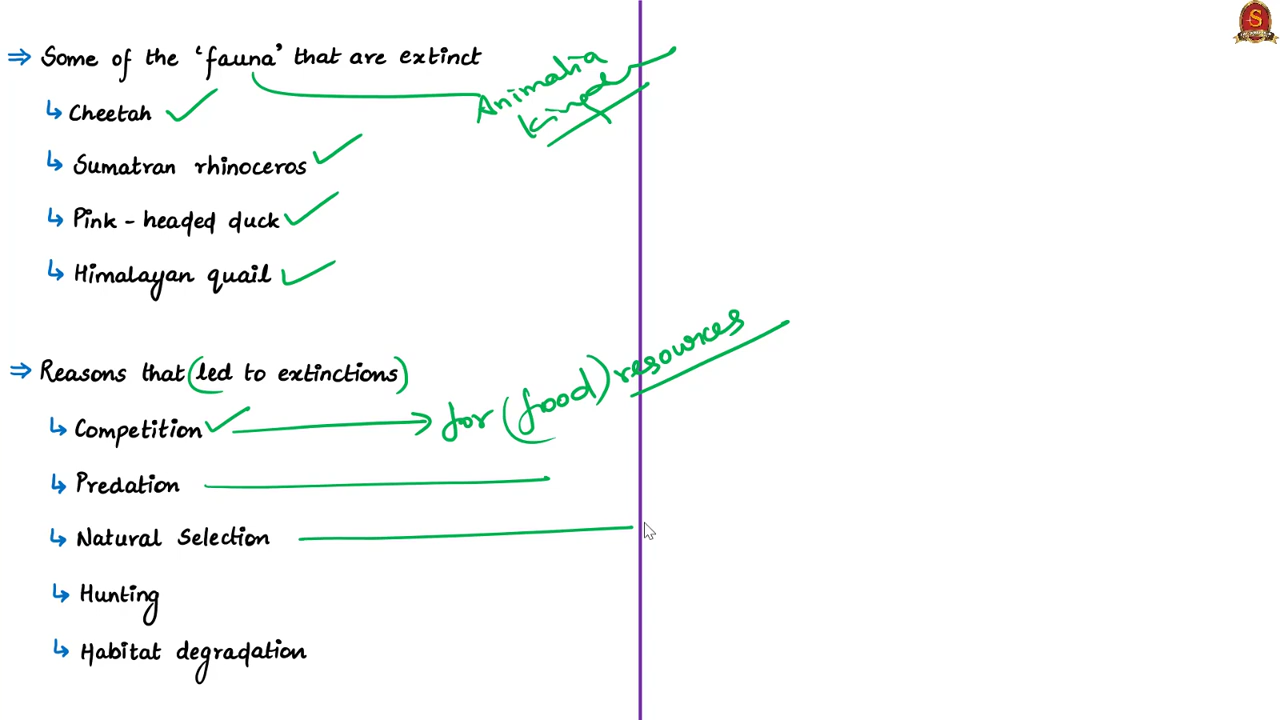 ⇒ Some of the 'fauna' that are extinct
Animalia
↳ Cheetah
↳ Sumatran rhinoceros
↳ Pink - headed duck
↳ Himalayan quail
⇒ Reasons that (led to extinctions)
↳ Competition → for (food) resources
↳ Predation
↳ Natural Selection
↳ Hunting
↳ Habitat degradation
S